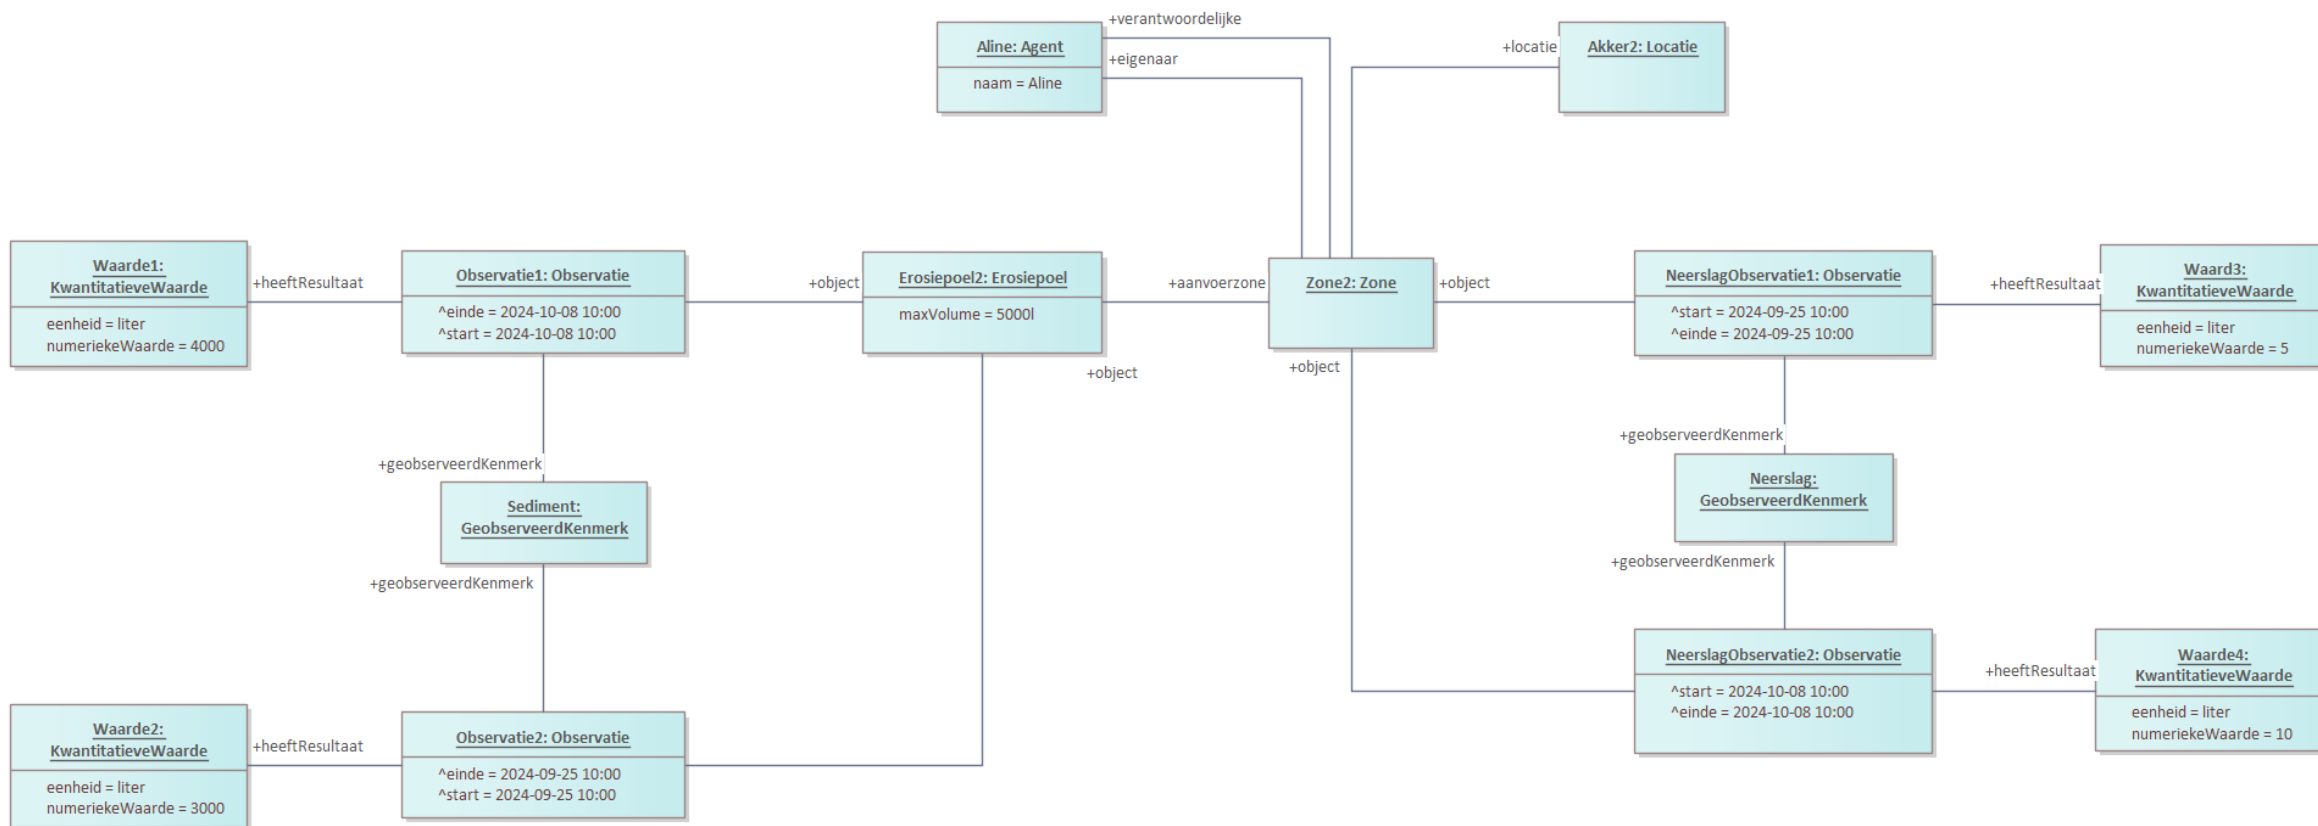 +verantwoordelijke
Aline: Agent
+locatie
Akker2: Locatie
+eigenaar
naam = Aline
Waarde1:
KwantitatieveWaarde
eenheid = liter
numeriekeWaarde = 4000
+heeftResultaat
Observatie1: Observatie
^einde = 2024-10-08 10:00
^start = 2024-10-08 10:00
+object
Erosiepoel2: Erosiepoel
maxVolume = 5000l
+object
+aanvoerzone
Zone2: Zone
+object
+object
NeerslagObservatie1: Observatie
^start = 2024-09-25 10:00
^einde = 2024-09-25 10:00
+heeftResultaat
Waard3:
KwantitatieveWaarde
eenheid = liter
numeriekeWaarde = 5
+geobserveerdKenmerk
Sediment:
GeobserveerdKenmerk
+geobserveerdKenmerk
+geobserveerdKenmerk
Neerslag:
GeobserveerdKenmerk
+geobserveerdKenmerk
Waarde2:
KwantitatieveWaarde
eenheid = liter
numeriekeWaarde = 3000
+heeftResultaat
Observatie2: Observatie
^einde = 2024-09-25 10:00
^start = 2024-09-25 10:00
NeerslagObservatie2: Observatie
^start = 2024-10-08 10:00
^einde = 2024-10-08 10:00
+heeftResultaat
Waarde4:
KwantitatieveWaarde
eenheid = liter
numeriekeWaarde = 10